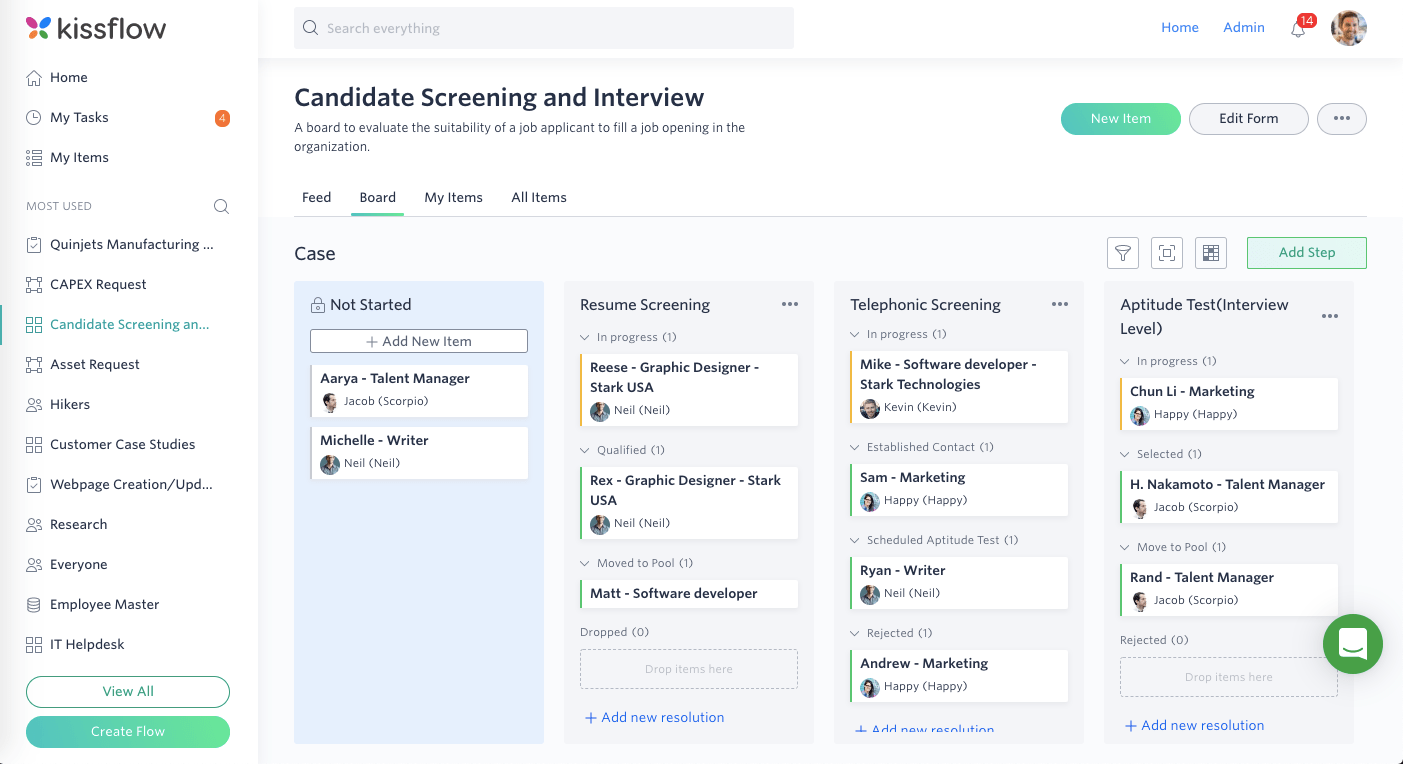 kissflow
Home
My Tasks
4
My Items
MOST USED
Quinjets Manufacturing ...
CAPEX Request
Candidate Screening an...
Asset Request
Hikers
Customer Case Studies
Webpage Creation/Upd...
Research
Everyone
Employee Master
IT Helpdesk
View All
Create Flow
Search everything
Home
Admin
14
Candidate Screening and Interview
A board to evaluate the suitability of a job applicant to fill a job opening in the
organization.
New Item
Edit Form
Feed
Board
My Items
All Items
Case
Add Step
Not Started
+ Add New Item
Aarya - Talent Manager
Jacob (Scorpio)
Michelle - Writer
Neil (Neil)
Resume Screening
In progress (1)
Reese - Graphic Designer -
Stark USA
Neil (Neil)
Qualified (1)
Rex - Graphic Designer - Stark
USA
Neil (Neil)
Moved to Pool (1)
Matt - Software developer
Dropped (0)
Drop items here
+ Add new resolution
Telephonic Screening
In progress (1)
Mike - Software developer -
Stark Technologies
Kevin (Kevin)
Established Contact (1)
Sam - Marketing
Happy (Happy)
Scheduled Aptitude Test (1)
Ryan - Writer
Neil (Neil)
Rejected (1)
Andrew - Marketing
Happy (Happy)
+ Add new resolution
Aptitude Test(Interview
Level)
In progress (1)
Chun Li - Marketing
Happy (Happy)
Selected (1)
H. Nakamoto - Talent Manager
Jacob (Scorpio)
Move to Pool (1)
Rand - Talent Manager
Jacob (Scorpio)
Rejected (0)
Drop items here
+ Add new resolution